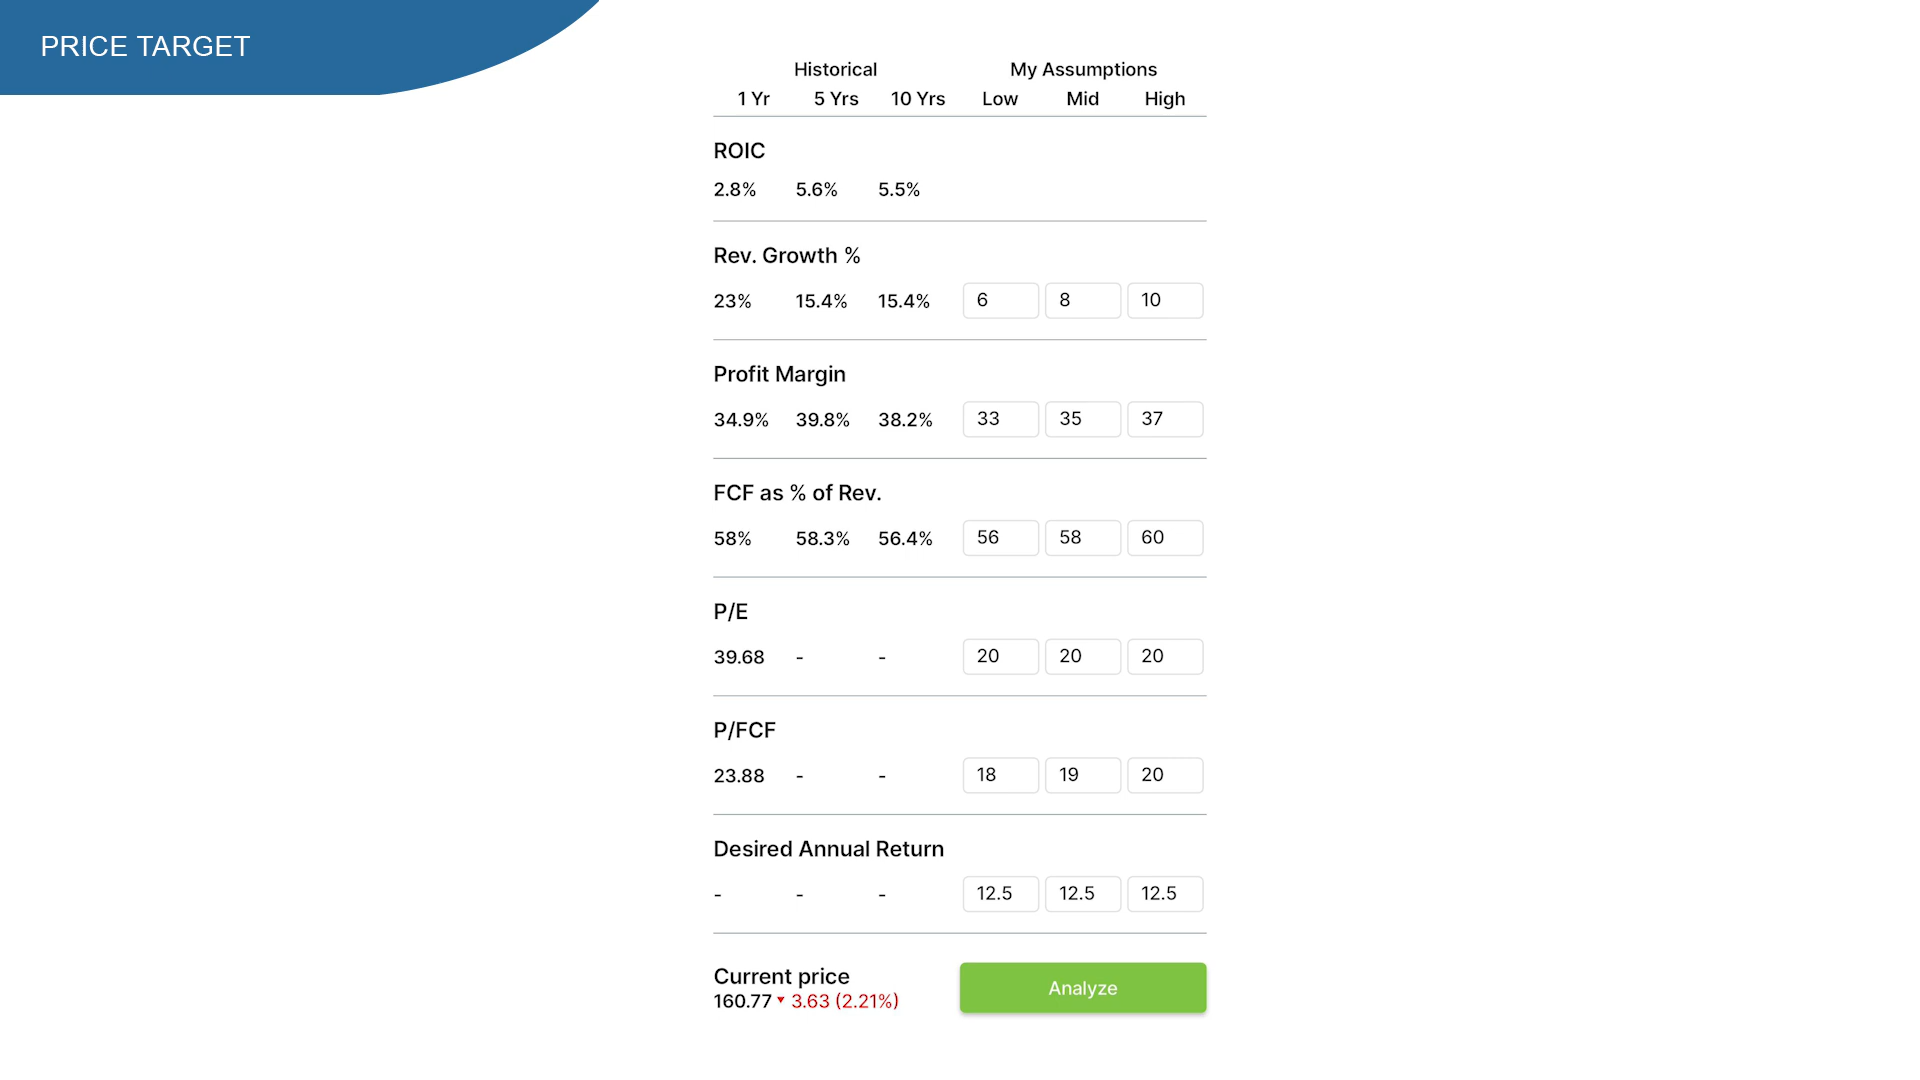 PRICE TARGET
Historical My Assumptions
1 Yr 5 Yrs 10 Yrs Low Mid High
ROIC
2.8% 5.6% 5.5%
Rev. Growth %
23% 15.4% 15.4% 6 8 10
Profit Margin
34.9% 39.8% 38.2% 33 35 37
FCF as % of Rev.
58% 58.3% 56.4% 56 58 60
P/E
39.68 - - 20 20 20
P/FCF
23.88 - - 18 19 20
Desired Annual Return
- - - 12.5 12.5 12.5
Current price
160.77 ▼ 3.63 (2.21%)
Analyze